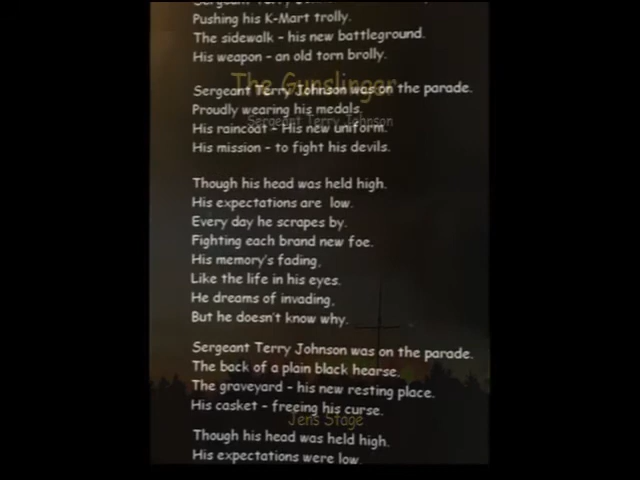 Sergeant Terry
Pushing his K-Mart trolly.
The sidewalk - his new battleground.
His weapon - an old torn brolly.
The Gunslinger
Sergeant Terry Johnson was on the parade.
Proudly wearing his medals.
Sergeant Terry Johnson
His raincoat - His new uniform.
His mission - to fight his devils.
Though his head was held high.
His expectations are low.
Every day he scrapes by.
Fighting each brand new foe.
His memory's fading,
Like the life in his eyes.
He dreams of invading,
But he doesn't know why.
Sergeant Terry Johnson was on the parade.
The back of a plain black hearse.
The graveyard - his new resting place.
His casket - freeing his curse.
Jens Stage
Though his head was held high.
His expectations were low.